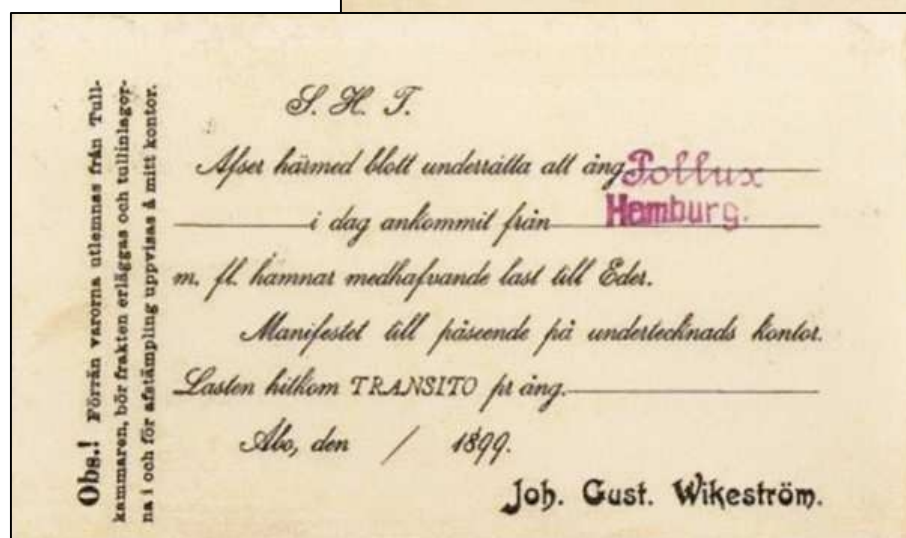 S. H. T.
Afser härmed blott underrätta att ång Pollux
i dag ankommit från Hamburg.
m. fl. hamnar medhafvande last till Eder.
Manifestet till påseende på undertecknads kontor.
Lasten hitkom TRANSITO pr ång.
Åbo, den / 1899.
Joh. Gust. Wikeström.
Obs.! Förrän varorna utlemnas från Tull-
kammaren, bör frakten erläggas och tullinlagor-
na i och för afstämpling uppvisas å mitt kontor.